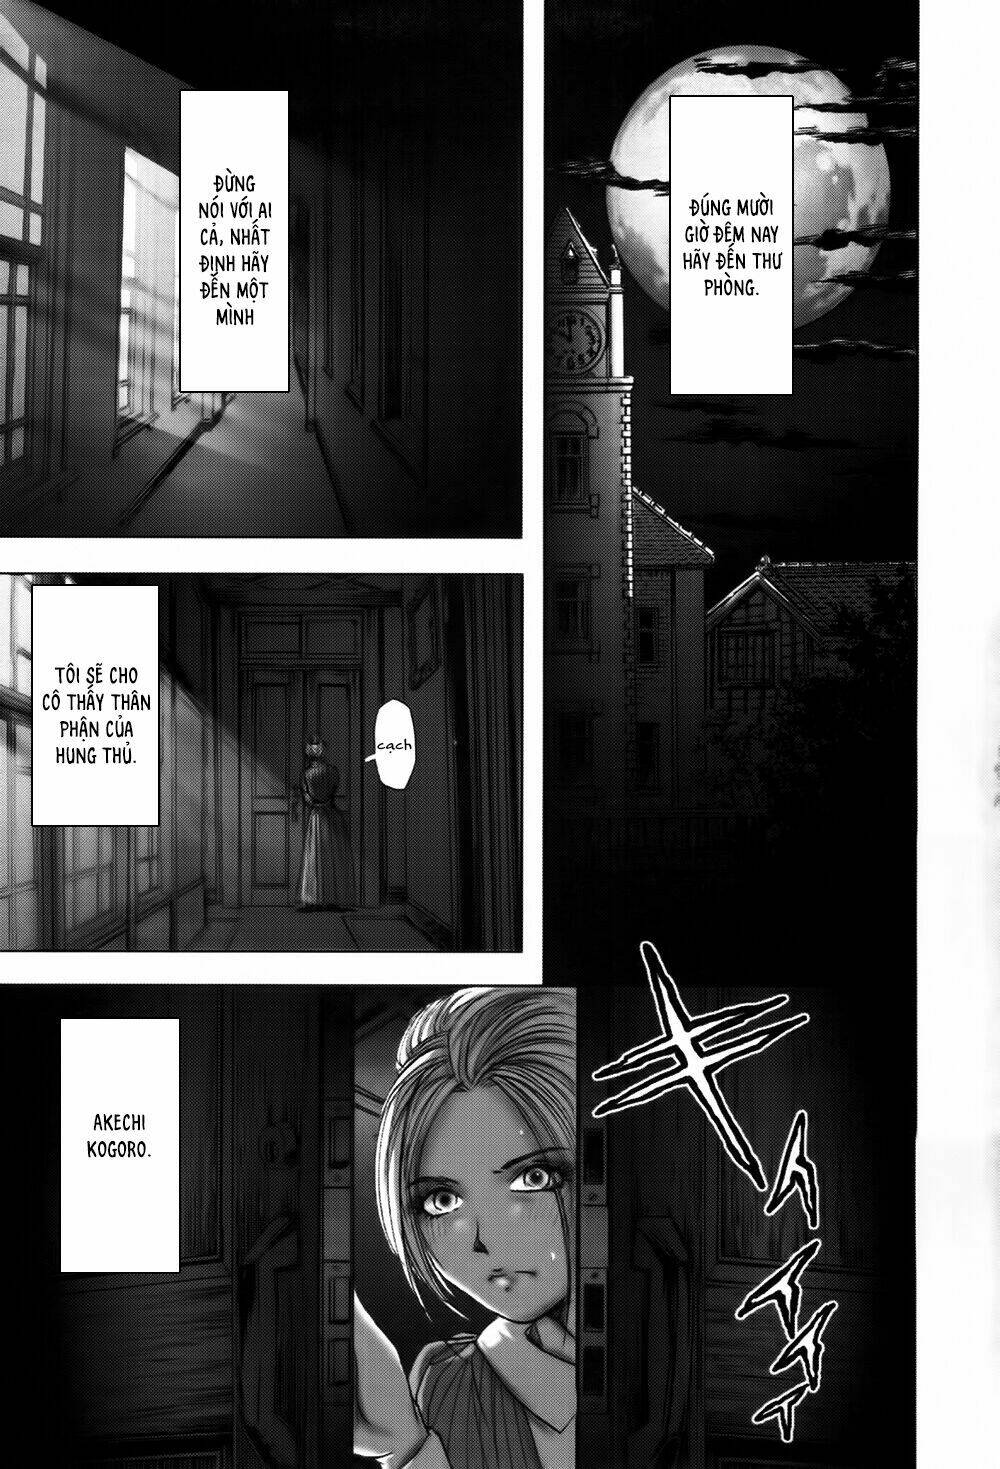 ĐÚNG MƯỜI
GIỜ ĐÊM NAY
HÃY ĐẾN THƯ
PHÒNG.
ĐỪNG
NÓI VỚI AI
CẢ, NHẤT
ĐỊNH HÃY
ĐẾN MỘT
MÌNH
TÔI SẼ CHO
CÔ THẤY THÂN
PHẬN CỦA
HUNG THỦ.
cạch
AKECHI
KOGORO.